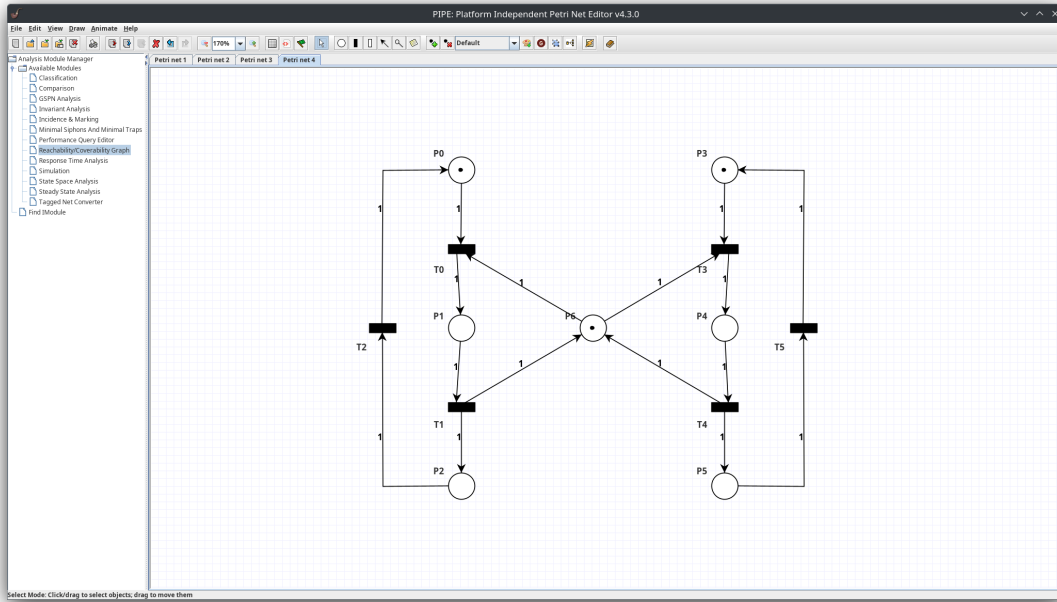 PIPE: Platform Independent Petri Net Editor v4.3.0
File Edit View Draw Animate Help
170%
Default
Analysis Module Manager
Available Modules
Classification
Comparison
GSPN Analysis
Invariant Analysis
Incidence & Marking
Minimal Siphons And Minimal Traps
Performance Query Editor
Reachability/Coverability Graph
Response Time Analysis
Simulation
State Space Analysis
Steady State Analysis
Tagged Net Converter
Find IModule
Petri net 1 Petri net 2 Petri net 3 Petri net 4
P0 P3
1 1 1 1
T0 T3
1 1 1 1
P1 P6 P4
T2 T5
1 1 1 1
T1 T4
1 1 1 1
P2 P5
Select Mode: Click/drag to select objects; drag to move them